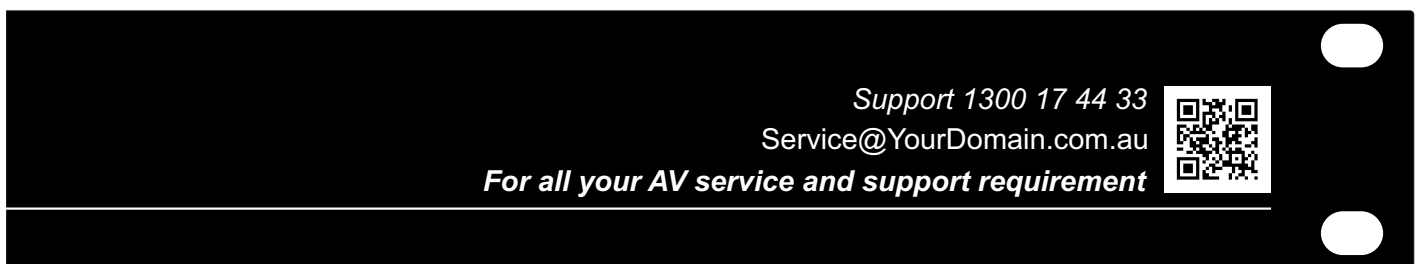 Support 1300 17 44 33
Service@YourDomain.com.au
For all your AV service and support requirement